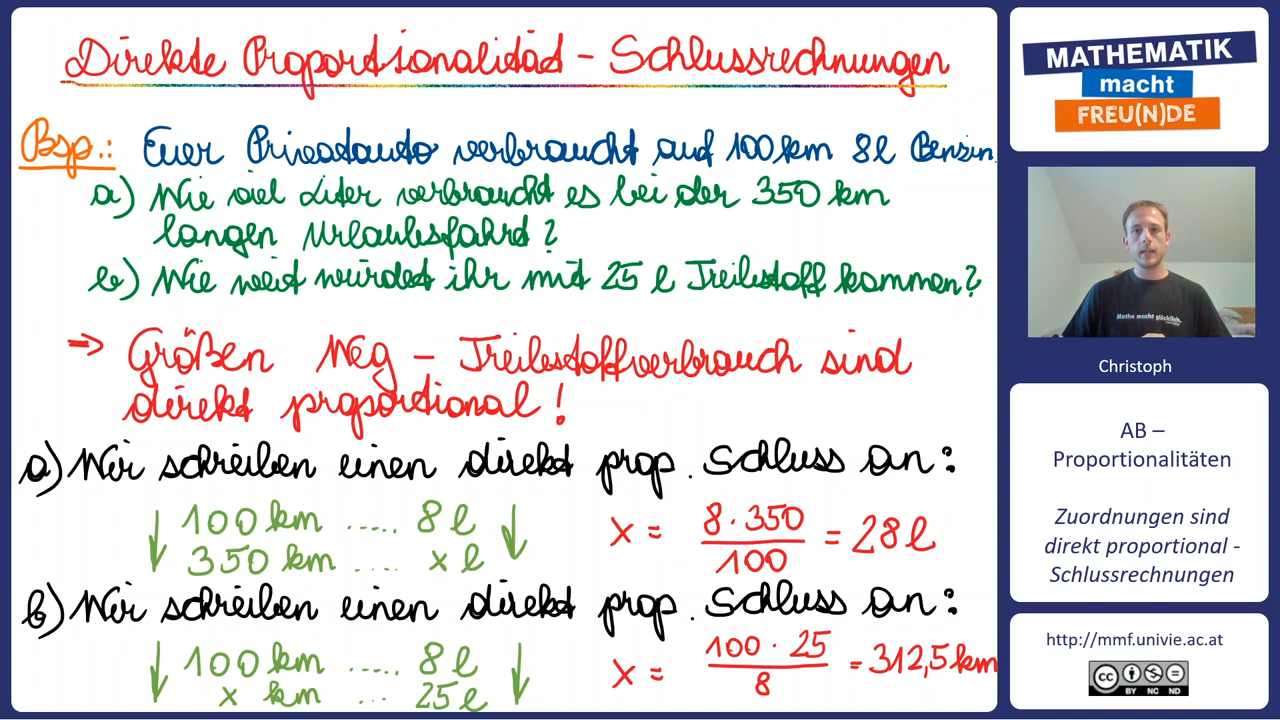 Direkte Proportionalität - Schlussrechnungen
Bsp.: Euer Privatauto verbraucht auf 100 km 8 l Benzin.
a) Wie viel Liter verbraucht es bei der 350 km
langen Urlaubsfahrt?
b) Wie weit würdet ihr mit 25 l Treibstoff kommen?
→ Größen Weg - Treibstoffverbrauch sind
direkt proportional!
a) Wir schreiben einen direkt prop. Schluss an:
↓ 100 km ..... 8 l ↓ x = 8 · 350 / 100 = 28 l
350 km ..... x l
b) Wir schreiben einen direkt prop. Schluss an:
↓ 100 km ..... 8 l ↓ x = 100 · 25 / 8 = 312,5 km
x km ... 25 l
MATHEMATIK
macht
FREU(N)DE
Mathe macht glücklich.
Christoph
AB –
Proportionalitäten
Zuordnungen sind
direkt proportional -
Schlussrechnungen
http://mmf.univie.ac.at
cc
BY NC ND